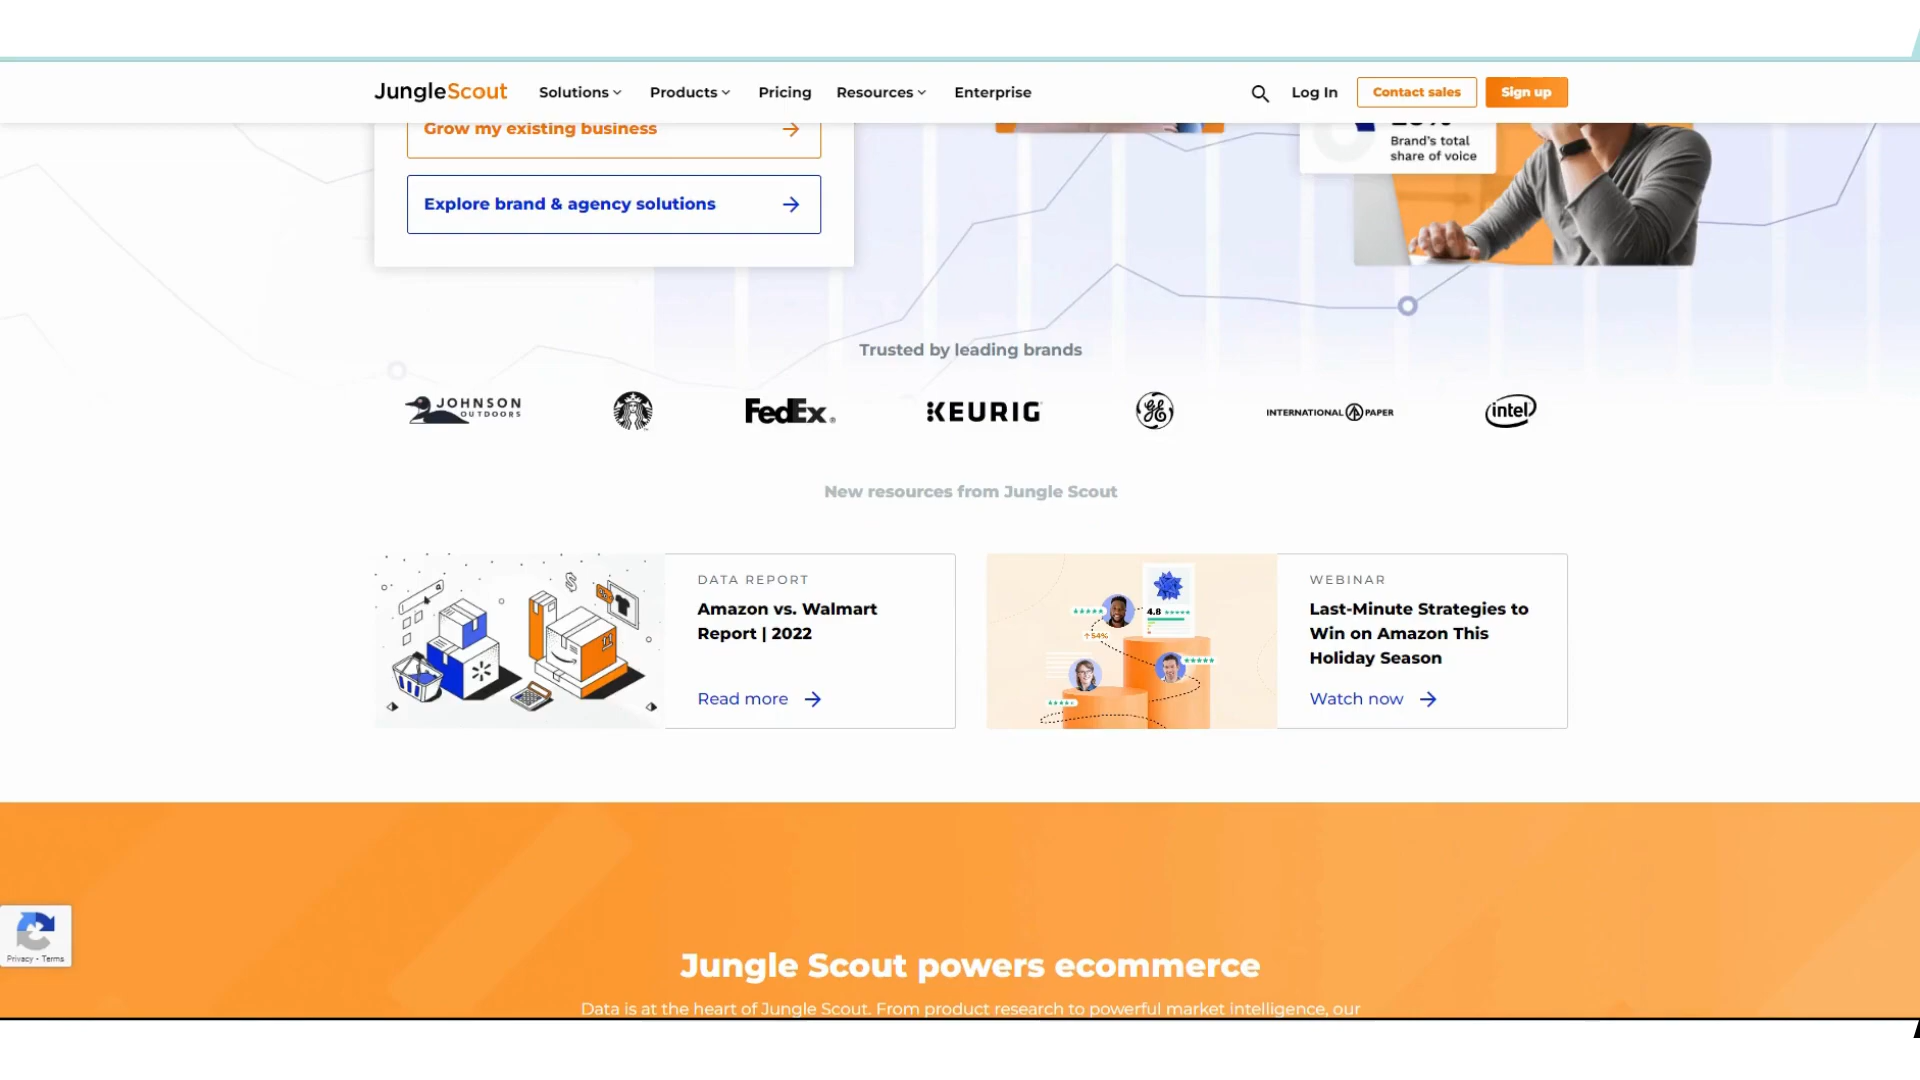 JungleScout
Solutions
Products
Pricing
Resources
Enterprise
Log In
Contact sales
Sign up
Grow my existing business
Explore brand & agency solutions
Brand's total
share of voice
Trusted by leading brands
JOHNSON
OUTDOORS
FedEx®
KEURIG
GE
INTERNATIONAL PAPER
intel
New resources from Jungle Scout
DATA REPORT
Amazon vs. Walmart
Report | 2022
Read more
4.8
54%
WEBINAR
Last-Minute Strategies to
Win on Amazon This
Holiday Season
Watch now
Privacy - Terms
Jungle Scout powers ecommerce
Data is at the heart of Jungle Scout. From product research to powerful market intelligence, our